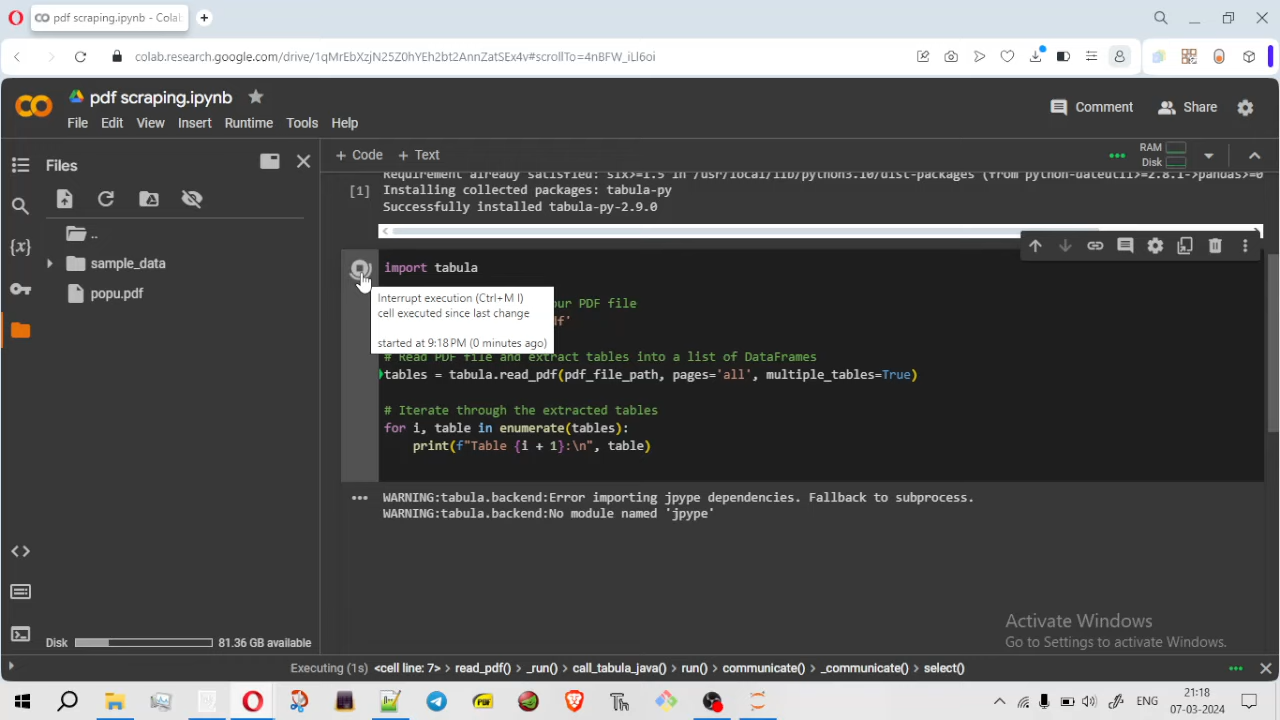 pdf scraping.ipynb - Colab
colab.research.google.com/drive/1qMrEbXzjN25Z0hYEh2bt2AnnZatSEx4v#scrollTo=4nBFW_iLl6oi
pdf scraping.ipynb
Comment
Share
File Edit View Insert Runtime Tools Help
Files
+ Code + Text
RAM
Disk
Requirement already satisfied: six>=1.5 in /usr/local/lib/python3.10/dist-packages (from python-dateutil>=2.8.1->pandas>=0
[1] Installing collected packages: tabula-py
Successfully installed tabula-py-2.9.0
..
sample_data
popu.pdf
{x}
import tabula
our PDF file
df'
Interrupt execution (Ctrl+M I)
cell executed since last change
started at 9:18 PM (0 minutes ago)
# Read PDF file and extract tables into a list of DataFrames
tables = tabula.read_pdf(pdf_file_path, pages='all', multiple_tables=True)
# Iterate through the extracted tables
for i, table in enumerate(tables):
print(f"Table {i + 1}:\n", table)
WARNING:tabula.backend:Error importing jpype dependencies. Fallback to subprocess.
WARNING:tabula.backend:No module named 'jpype'
Activate Windows
Go to Settings to activate Windows.
Disk 81.36 GB available
Executing (1s) <cell line: 7> > read_pdf() > _run() > call_tabula_java() > run() > communicate() > _communicate() > select()
PDF
ENG
21:18
07-03-2024